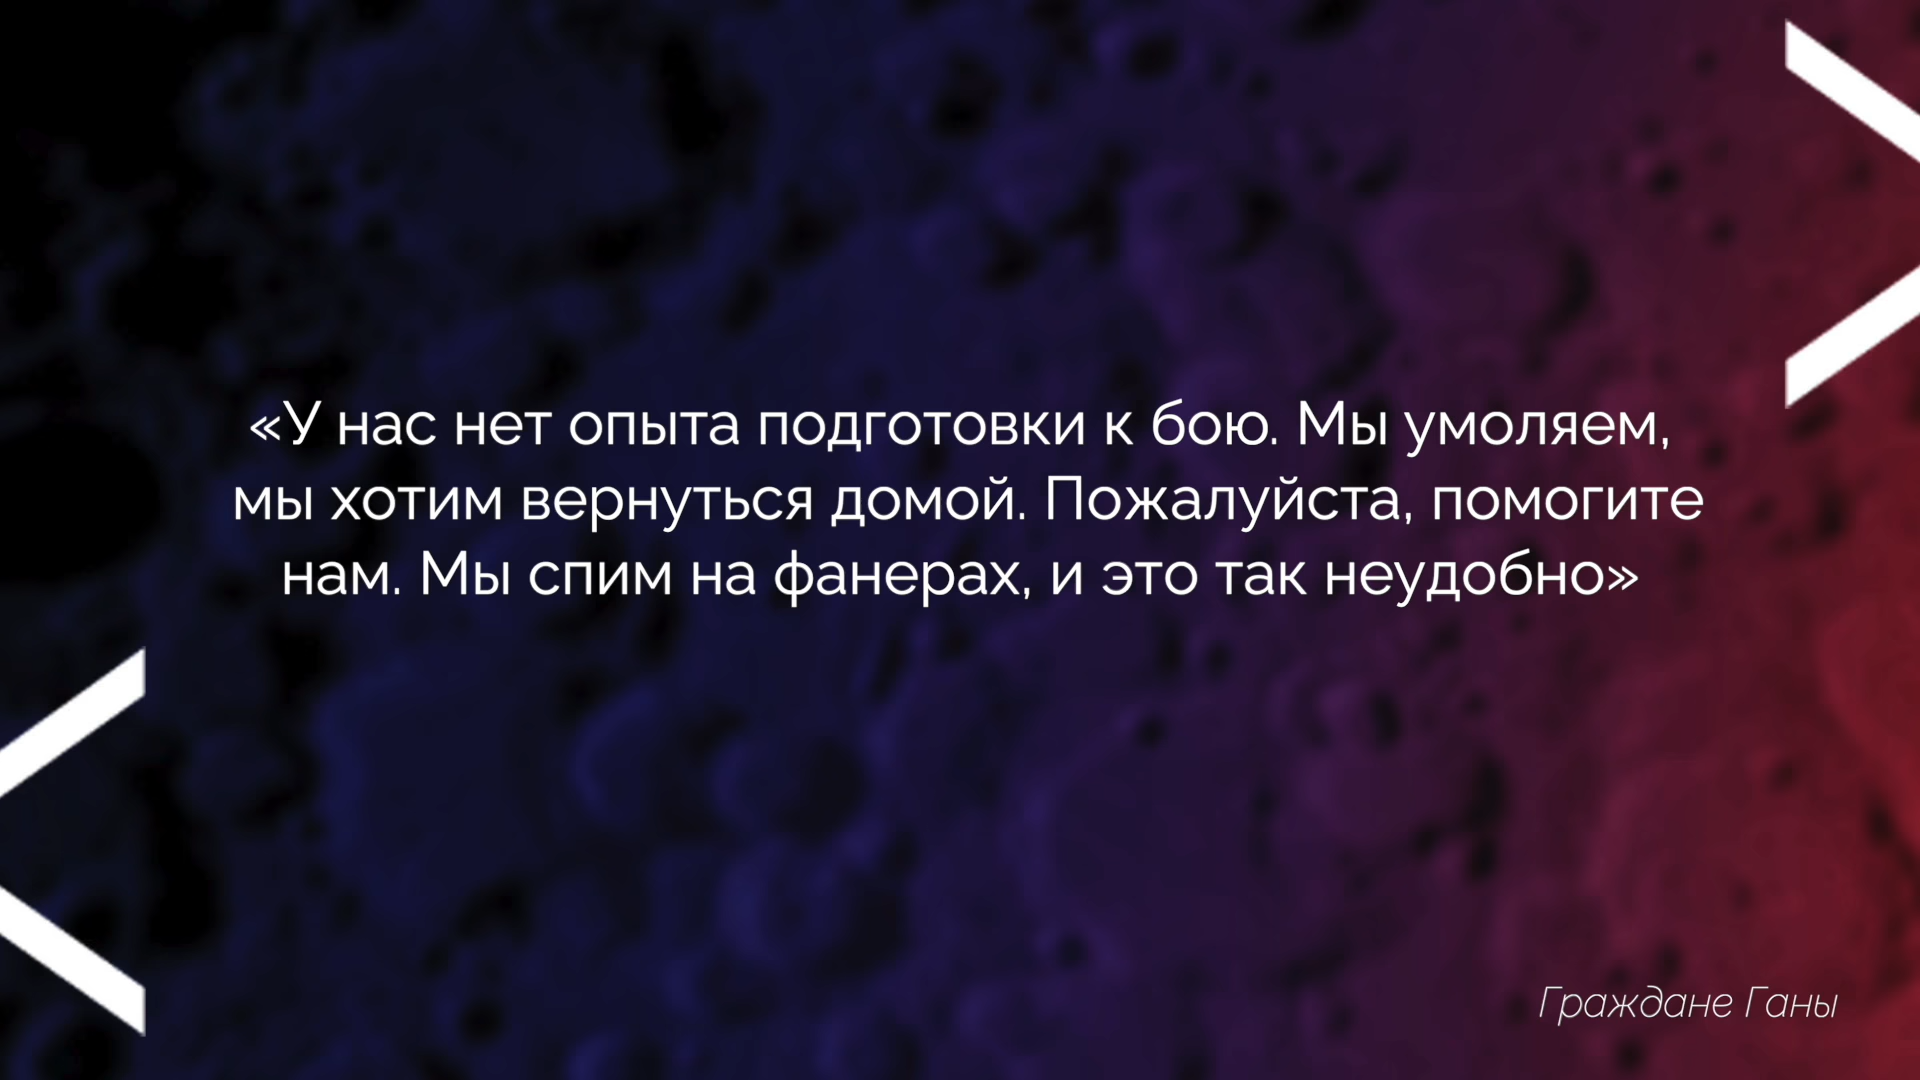 «У нас нет опыта подготовки к бою. Мы умоляем,
мы хотим вернуться домой. Пожалуйста, помогите
нам. Мы спим на фанерах, и это так неудобно»
Граждане Ганы